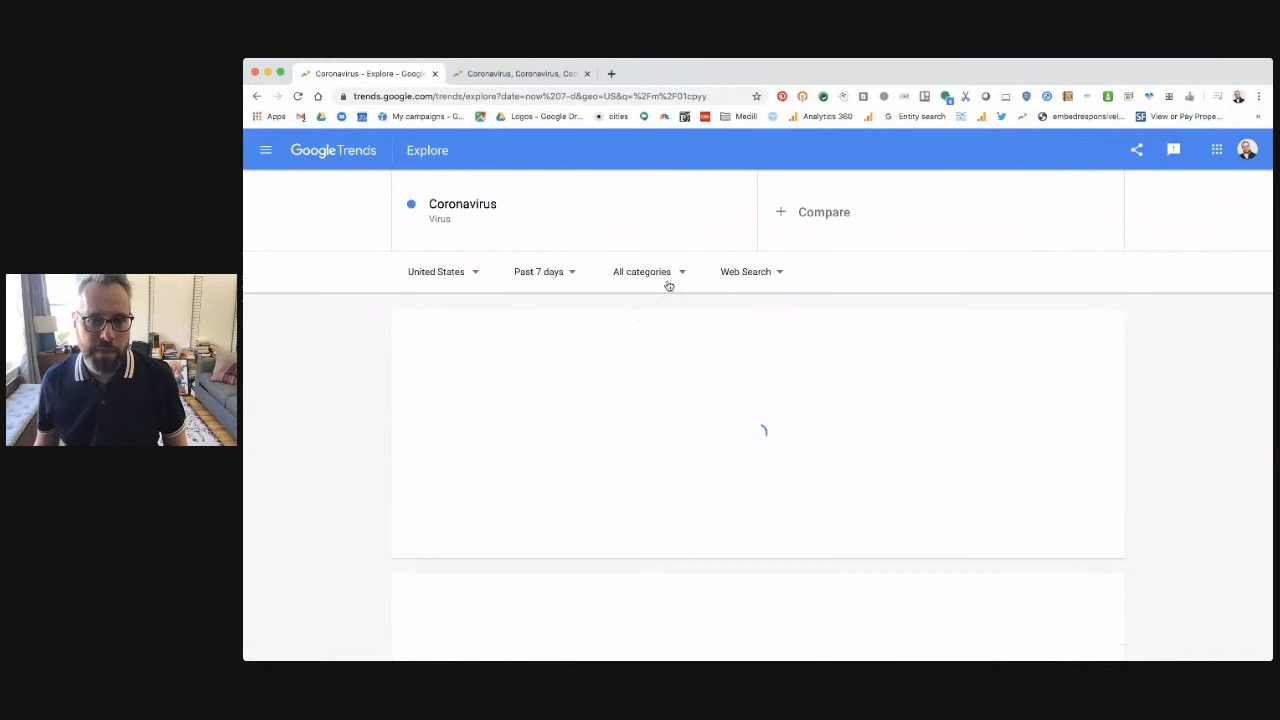 Coronavirus - Explore - Google
Coronavirus, Coronavirus, Cor
trends.google.com/trends/explore?date=now%207-d&geo=US&q=%2Fm%2F01cpyy
Apps
My campaigns - G...
Logos - Google Dr...
cities
Medill
Analytics 360
Entity search
embedresponsivel...
View or Pay Prope...
»
Google Trends
Explore
Coronavirus
Virus
+ Compare
United States
Past 7 days
All categories
Web Search